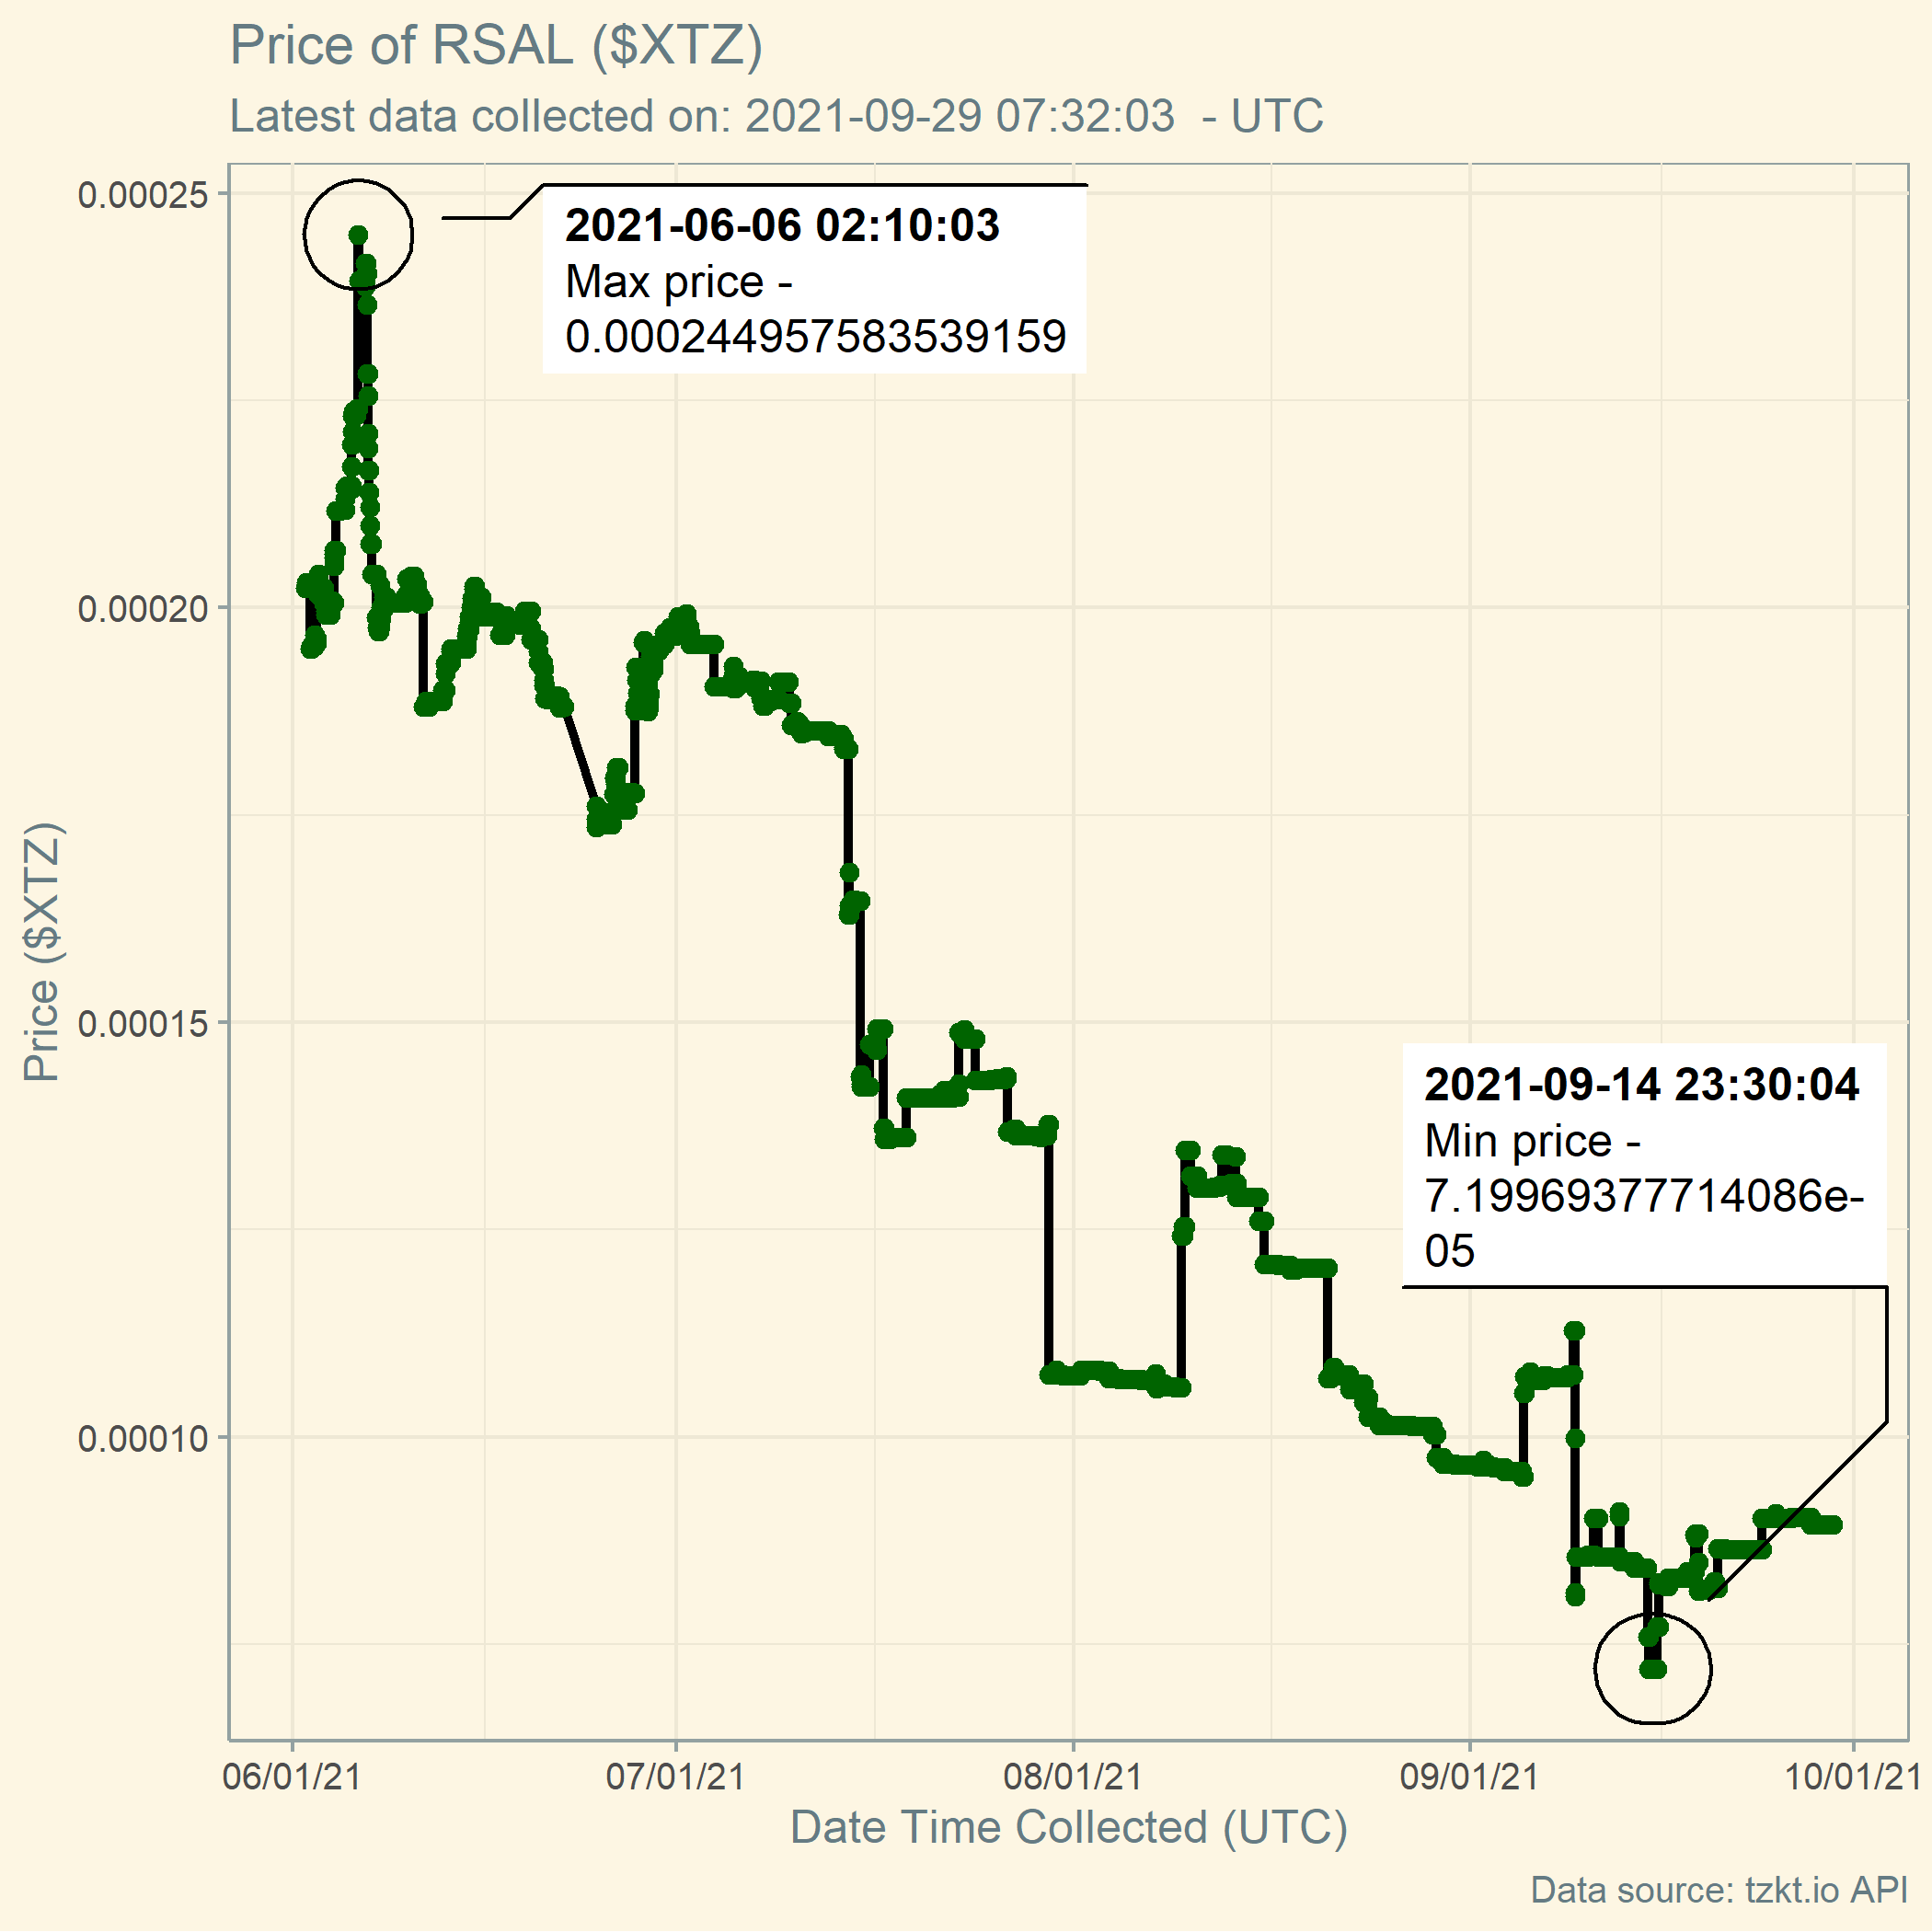 Price of RSAL ($XTZ)
Latest data collected on: 2021-09-29 07:32:03 - UTC
0.00025
0.00020
0.00015
0.00010
Price ($XTZ)
2021-06-06 02:10:03
Max price -
0.000244957583539159
2021-09-14 23:30:04
Min price -
7.19969377714086e-
05
06/01/21
07/01/21
08/01/21
09/01/21
10/01/21
Date Time Collected (UTC)
Data source: tzkt.io API